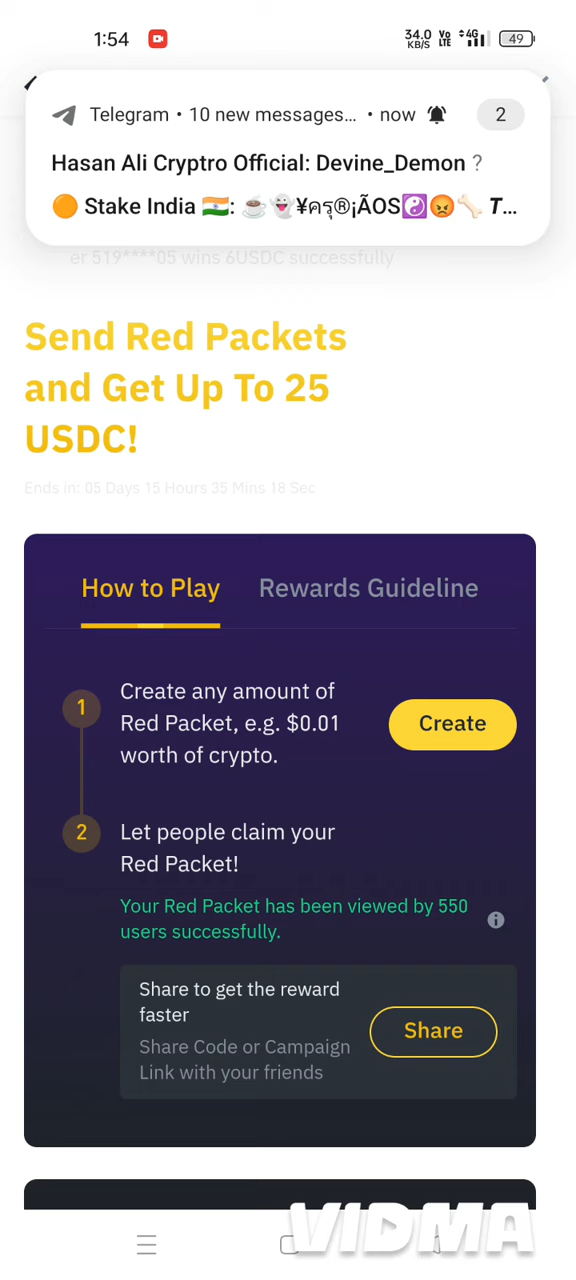 1:54
34.0 KB/S Vo LTE 4G 49
Telegram • 10 new messages... • now 2
Hasan Ali Cryptro Official: Devine_Demon ?
🟠 Stake India 🇮🇳: ☕👻¥ครุ®¡ÃOS☯️😡🦴 T...
er 519****05 wins 6USDC successfully
Send Red Packets
and Get Up To 25
USDC!
Ends in: 05 Days 15 Hours 35 Mins 18 Sec
How to Play Rewards Guideline
1
Create any amount of
Red Packet, e.g. $0.01
worth of crypto.
Create
2
Let people claim your
Red Packet!
Your Red Packet has been viewed by 550
users successfully.
Share to get the reward
faster
Share Code or Campaign
Link with your friends
Share
VIDMA